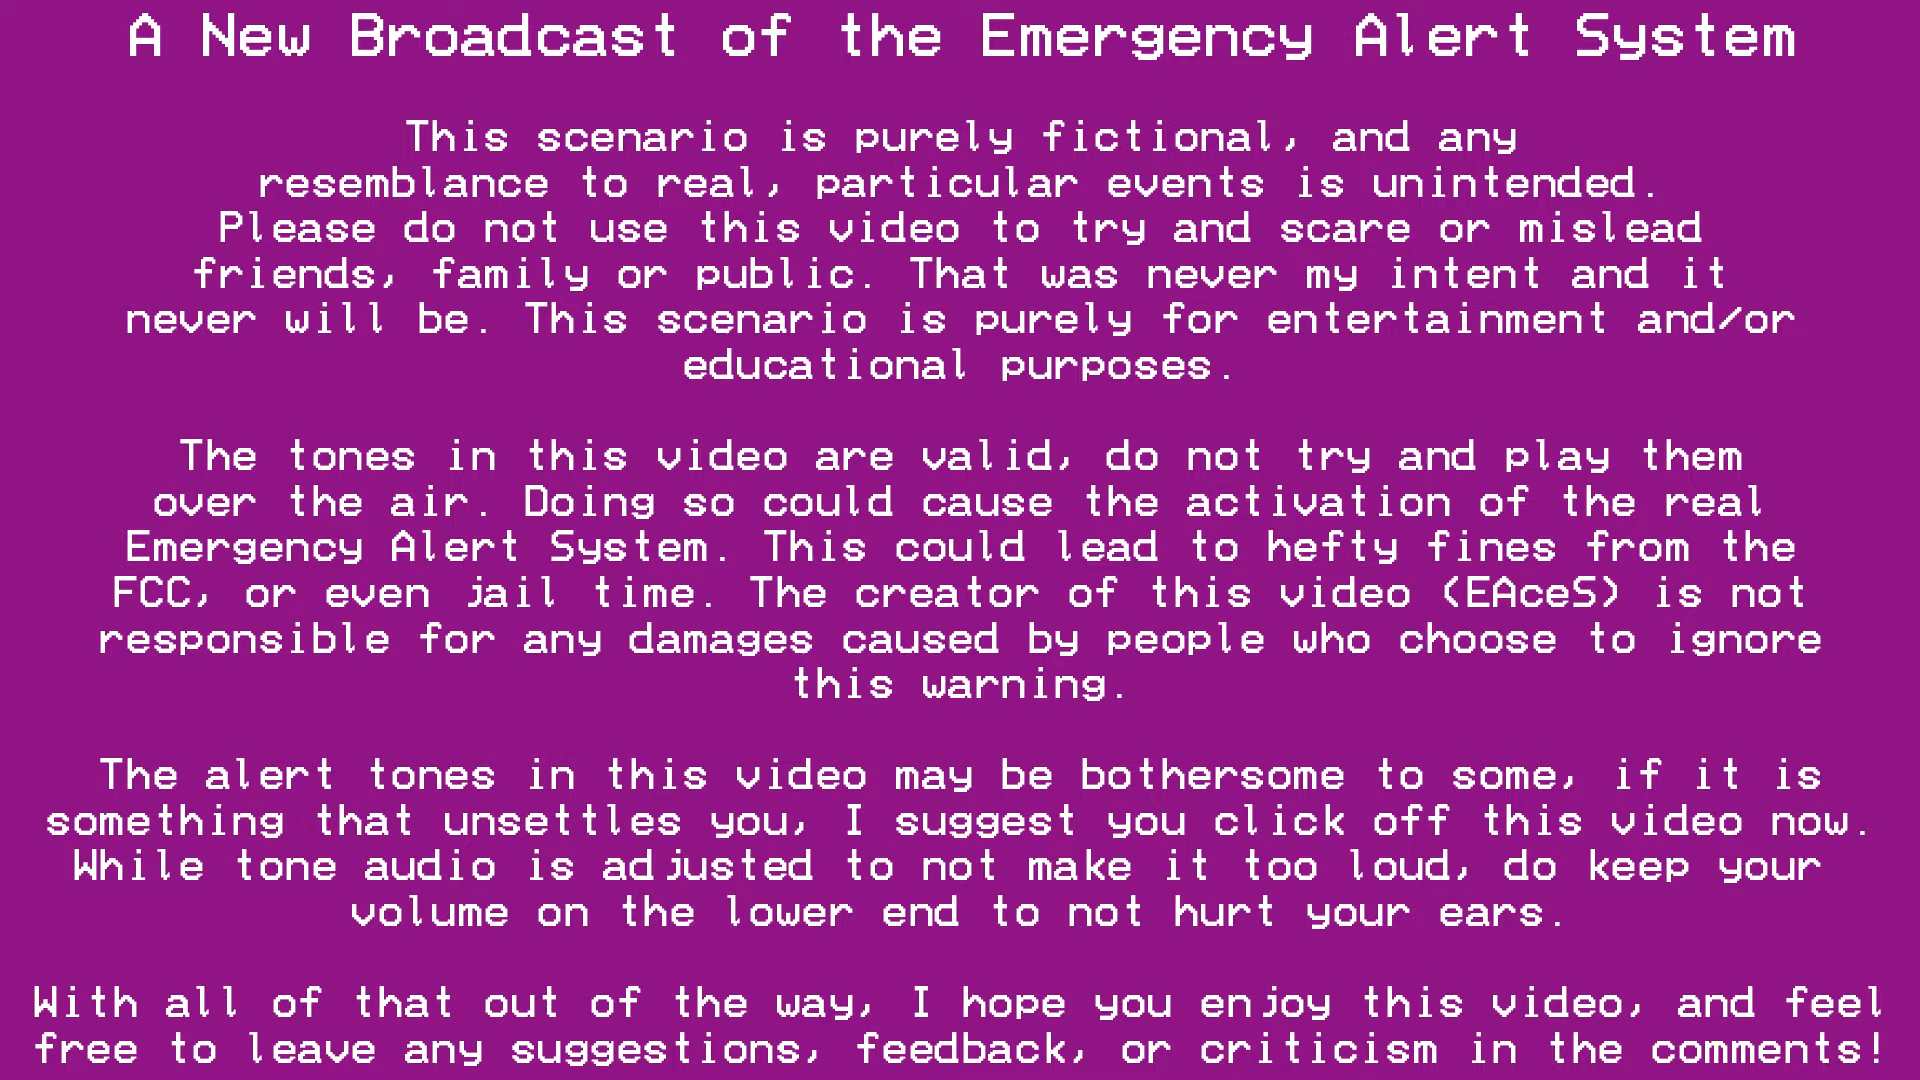 A New Broadcast of the Emergency Alert System
This scenario is purely fictional, and any
resemblance to real, particular events is unintended.
Please do not use this video to try and scare or mislead
friends, family or public. That was never my intent and it
never will be. This scenario is purely for entertainment and/or
educational purposes.
The tones in this video are valid, do not try and play them
over the air. Doing so could cause the activation of the real
Emergency Alert System. This could lead to hefty fines from the
FCC, or even jail time. The creator of this video (EAceS) is not
responsible for any damages caused by people who choose to ignore
this warning.
The alert tones in this video may be bothersome to some, if it is
something that unsettles you, I suggest you click off this video now.
While tone audio is adjusted to not make it too loud, do keep your
volume on the lower end to not hurt your ears.
With all of that out of the way, I hope you enjoy this video, and feel
free to leave any suggestions, feedback, or criticism in the comments!